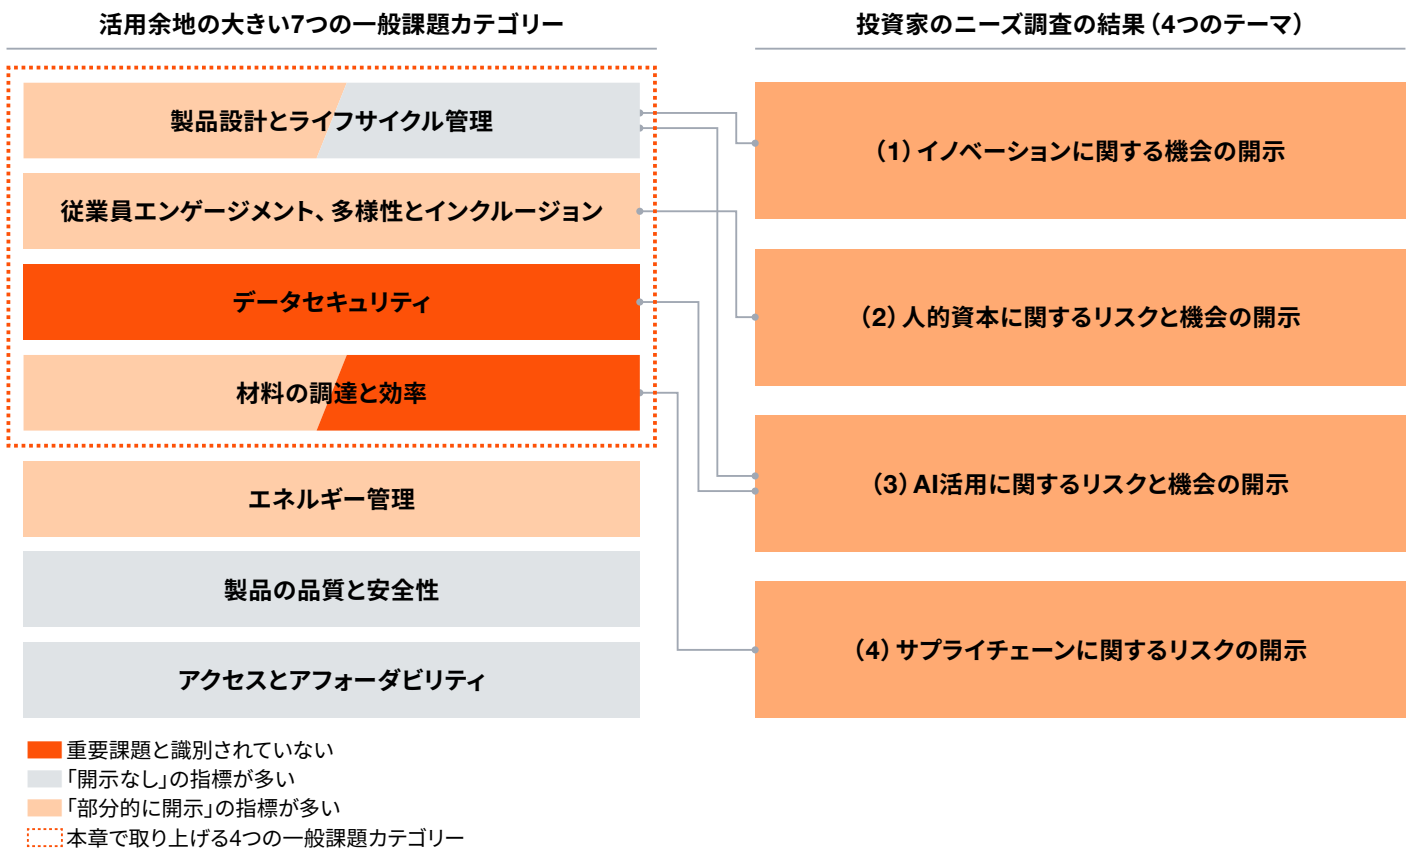 活用余地の大きい7つの一般課題カテゴリー
製品設計とライフサイクル管理
従業員エンゲージメント、多様性とインクルージョン
データセキュリティ
材料の調達と効率
エネルギー管理
製品の品質と安全性
アクセスとアフォーダビリティ
重要課題と識別されていない
「開示なし」の指標が多い
「部分的に開示」の指標が多い
本章で取り上げる4つの一般課題カテゴリー
投資家のニーズ調査の結果（4つのテーマ）
（1）イノベーションに関する機会の開示
（2）人的資本に関するリスクと機会の開示
（3）AI活用に関するリスクと機会の開示
（4）サプライチェーンに関するリスクの開示